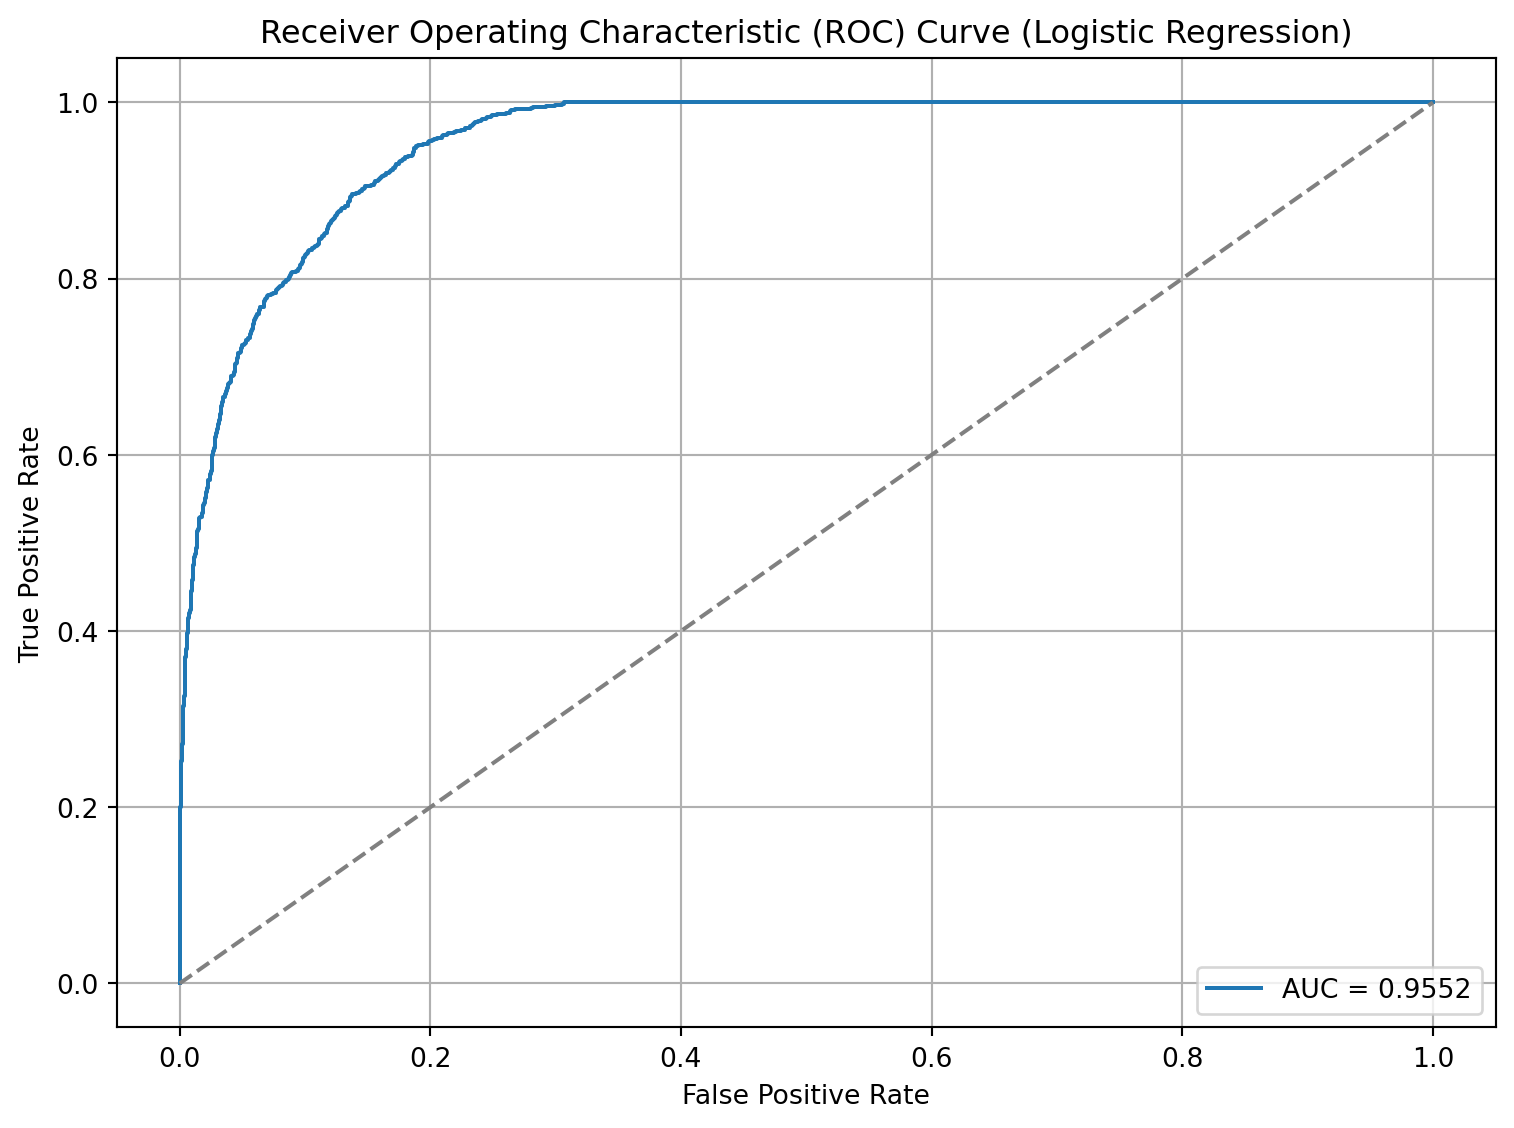 Receiver Operating Characteristic (ROC) Curve (Logistic Regression)
1.0
0.8
0.6
0.4
0.2
0.0
True Positive Rate
AUC = 0.9552
0.0 0.2 0.4 0.6 0.8 1.0
False Positive Rate